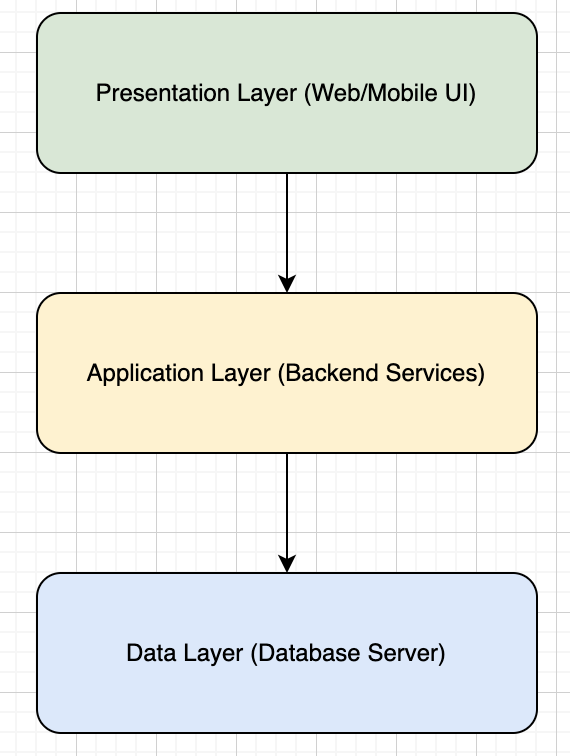 Presentation Layer (Web/Mobile UI)
Application Layer (Backend Services)
Data Layer (Database Server)